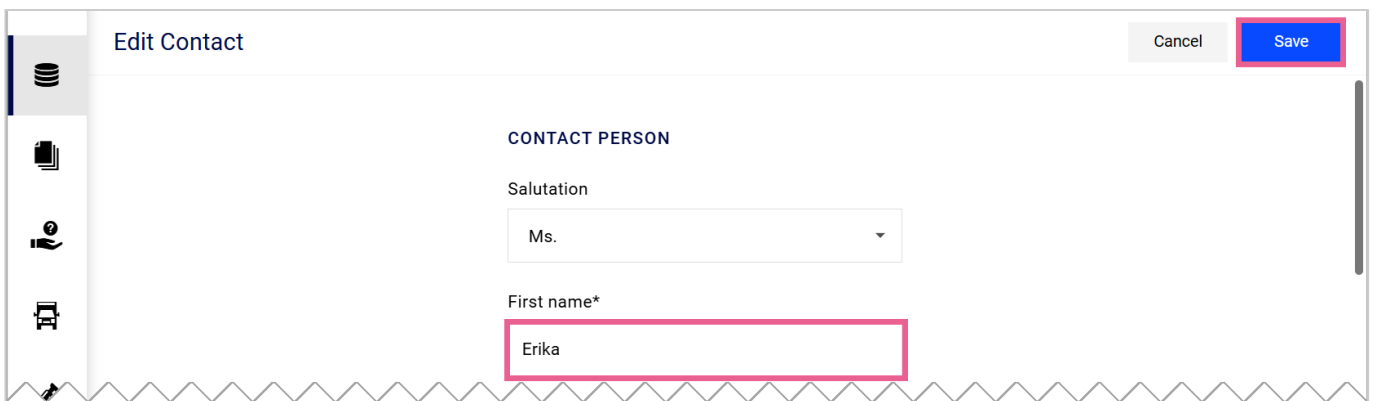 Edit Contact
Cancel
Save
CONTACT PERSON
Salutation
Ms.
First name*
Erika